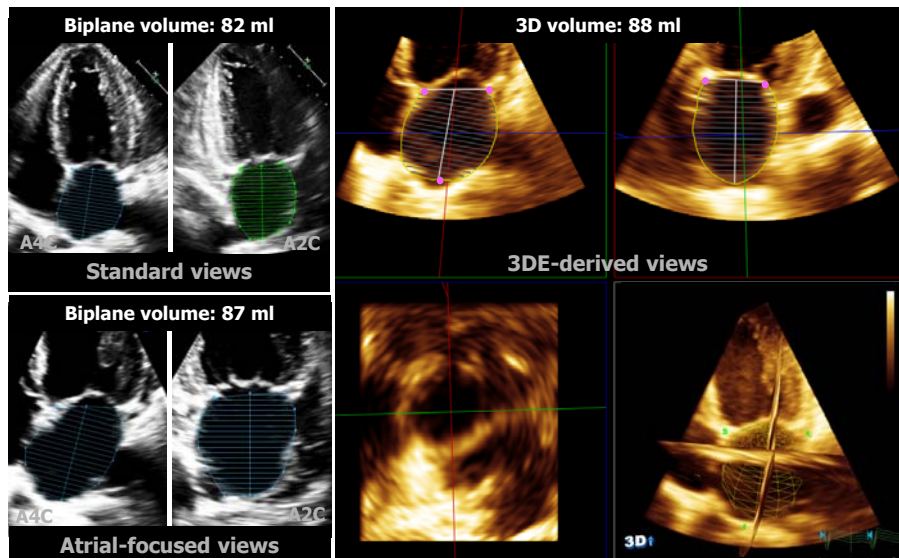 Biplane volume: 82 ml
A4C
A2C
Standard views
3D volume: 88 ml
3DE-derived views
Biplane volume: 87 ml
A4C
A2C
Atrial-focused views
3D